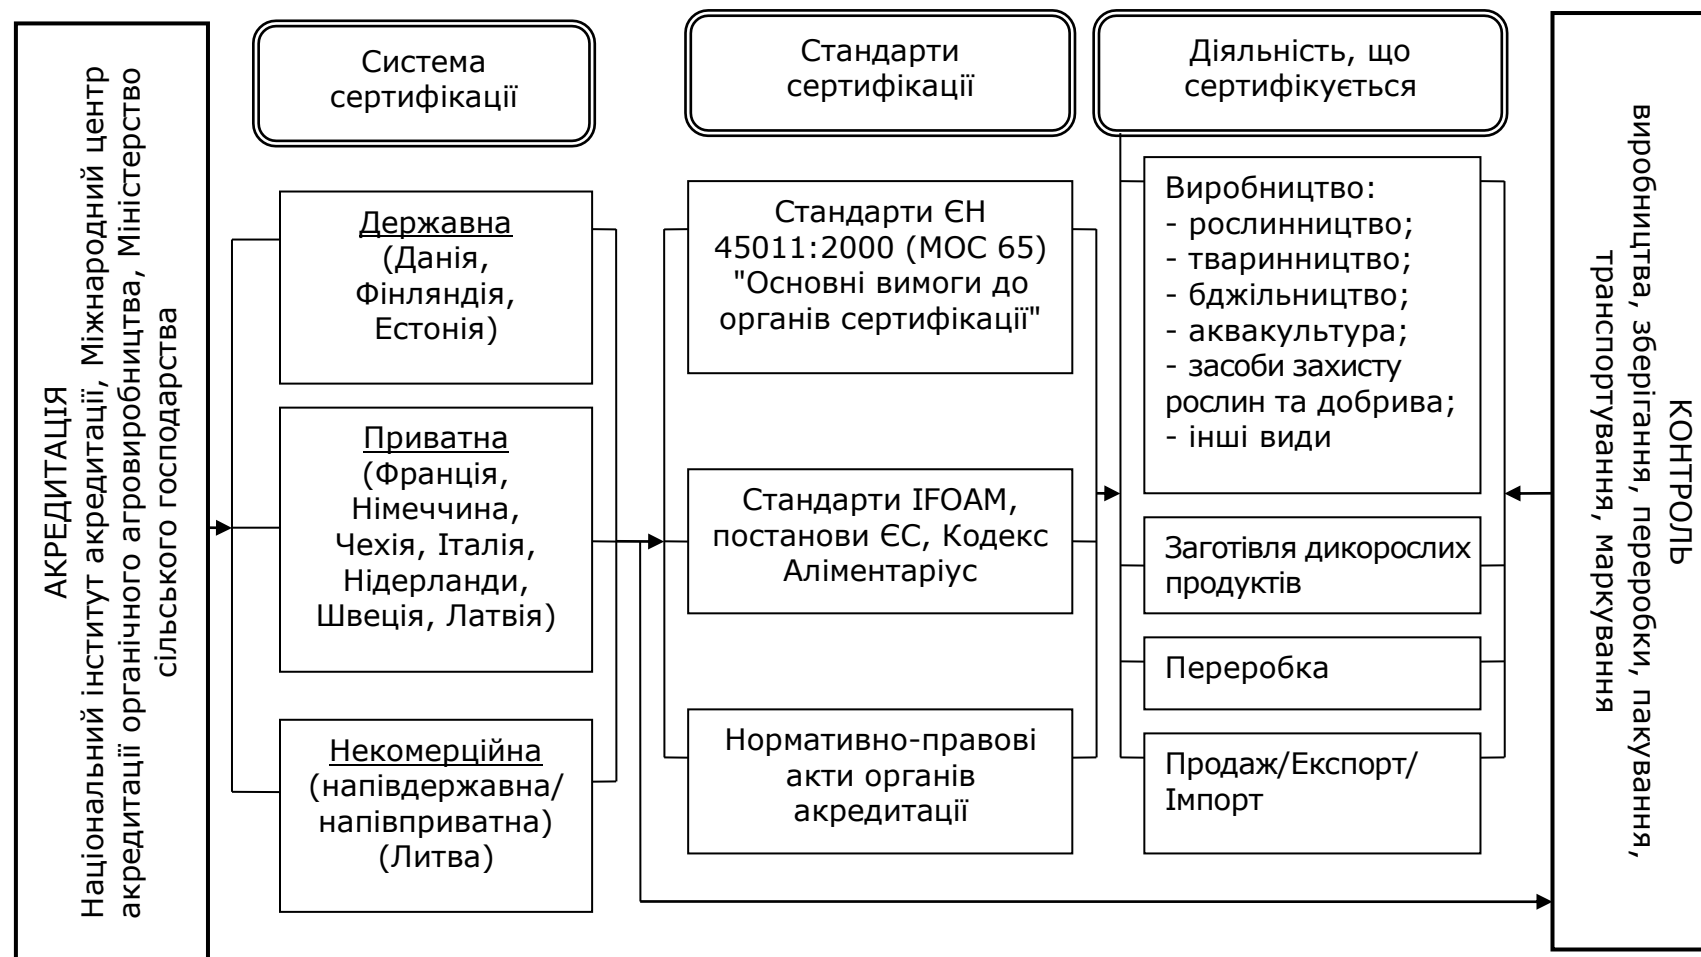 АКРЕДИТАЦІЯ
Національний інститут акредитації, Міжнародний центр
акредитації органічного агровиробництва, Міністерство
сільського господарства
Система
сертифікації
Державна
(Данія,
Фінляндія,
Естонія)
Приватна
(Франція,
Німеччина,
Чехія, Італія,
Нідерланди,
Швеція, Латвія)
Некомерційна
(напівдержавна/
напівприватна)
(Литва)
Стандарти
сертифікації
Стандарти ЄН
45011:2000 (МОС 65)
"Основні вимоги до
органів сертифікації"
Стандарти IFOAM,
постанови ЄС, Кодекс
Аліментаріус
Нормативно-правові
акти органів
акредитації
Діяльність, що
сертифікується
Виробництво:
- рослинництво;
- тваринництво;
- бджільництво;
- аквакультура;
- засоби захисту
рослин та добрива;
- інші види
Заготівля дикорослих
продуктів
Переробка
Продаж/Експорт/
Імпорт
КОНТРОЛЬ
виробництва, зберігання, переробки, пакування,
транспортування, маркування